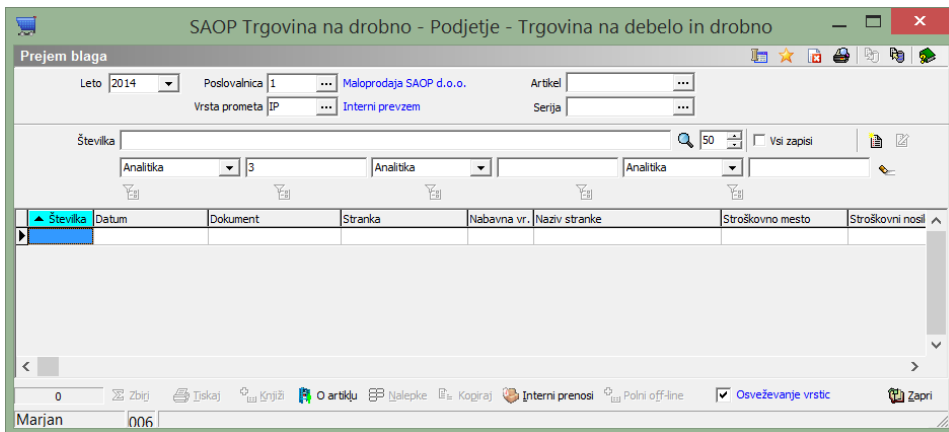 SAOP Trgovina na drobno - Podjetje - Trgovina na debelo in drobno
Prejem blaga
Leto 2014 Poslovalnica 1 ... Maloprodaja SAOP d.o.o. Artikel ...
Vrsta prometa IP ... Interni prevzem Serija ...
Številka 50 Vsi zapisi
Analitika 3 Analitika Analitika
Številka Datum Dokument Stranka Nabavna vr. Naziv stranke Stroškovno mesto Stroškovni nosil
0 Zbirj Tiskaj Knjiži O artiklu Nalepke Kopiraj Interni prenosi Polni off-line Osveževanje vrstic Zapri
Marjan 006